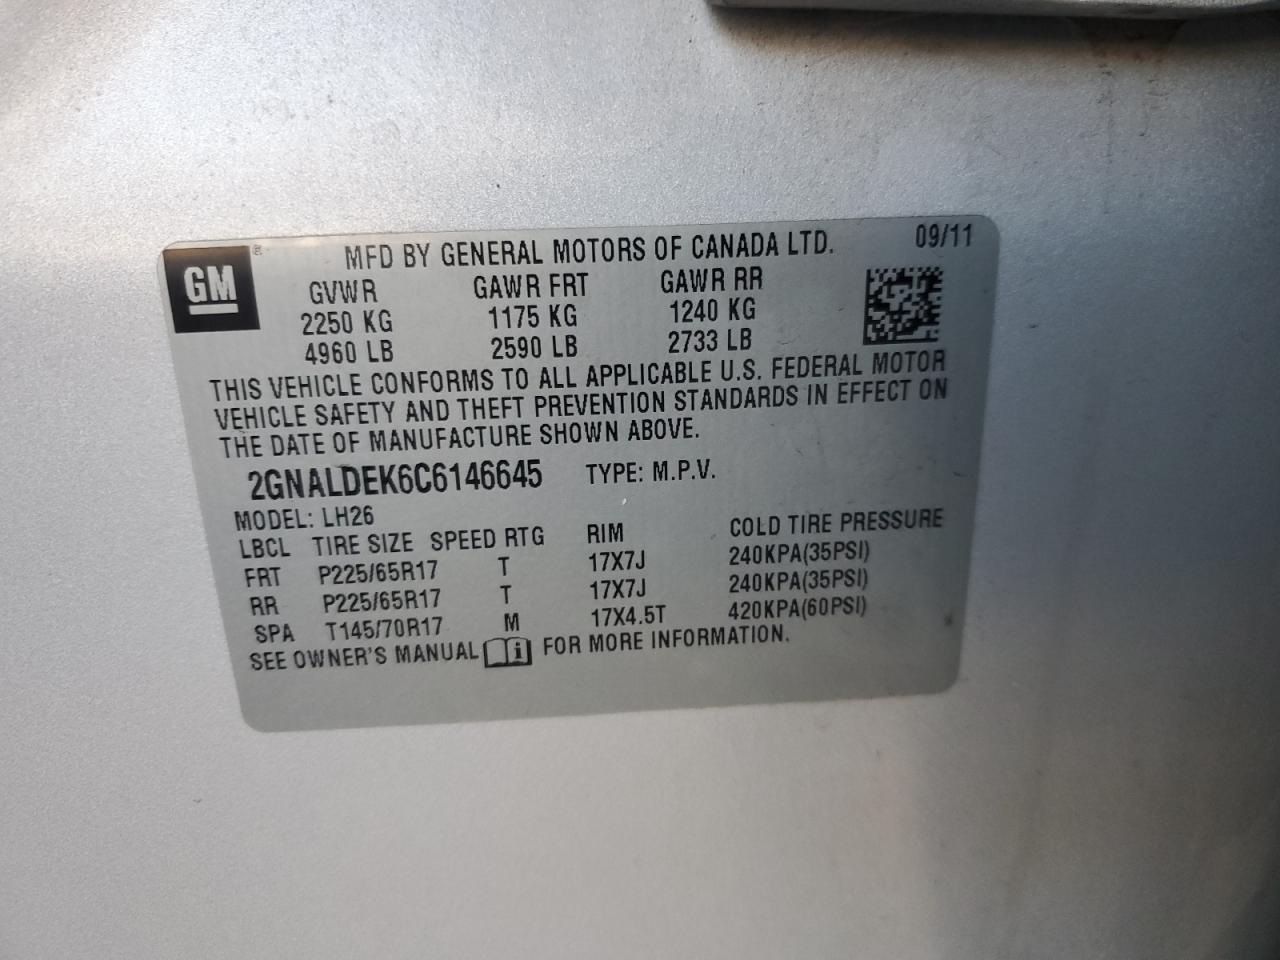 GM ® MFD BY GENERAL MOTORS OF CANADA LTD. 09/11
GVWR GAWR FRT GAWR RR
2250 KG 1175 KG 1240 KG
4960 LB 2590 LB 2733 LB
THIS VEHICLE CONFORMS TO ALL APPLICABLE U.S. FEDERAL MOTOR
VEHICLE SAFETY AND THEFT PREVENTION STANDARDS IN EFFECT ON
THE DATE OF MANUFACTURE SHOWN ABOVE.
2GNALDEK6C6146645 TYPE: M.P.V.
MODEL: LH26
LBCL TIRE SIZE SPEED RTG RIM COLD TIRE PRESSURE
FRT P225/65R17 T 17X7J 240KPA(35PSI)
RR P225/65R17 T 17X7J 240KPA(35PSI)
SPA T145/70R17 M 17X4.5T 420KPA(60PSI)
SEE OWNER'S MANUAL i FOR MORE INFORMATION.